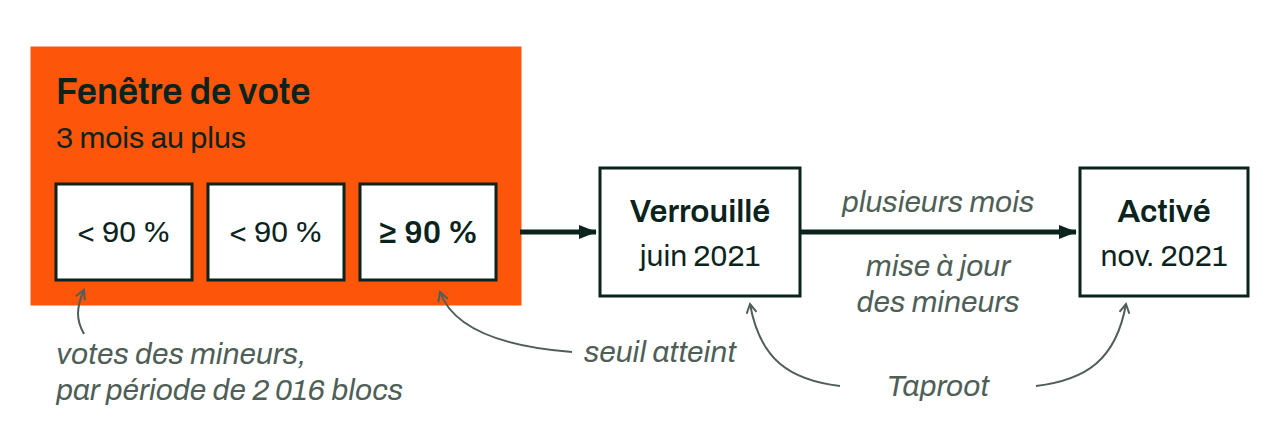 Fenêtre de vote
3 mois au plus
< 90 %
< 90 %
≥ 90 %
Verrouillé
juin 2021
plusieurs mois
mise à jour
des mineurs
Activé
nov. 2021
votes des mineurs,
par période de 2 016 blocs
seuil atteint
Taproot